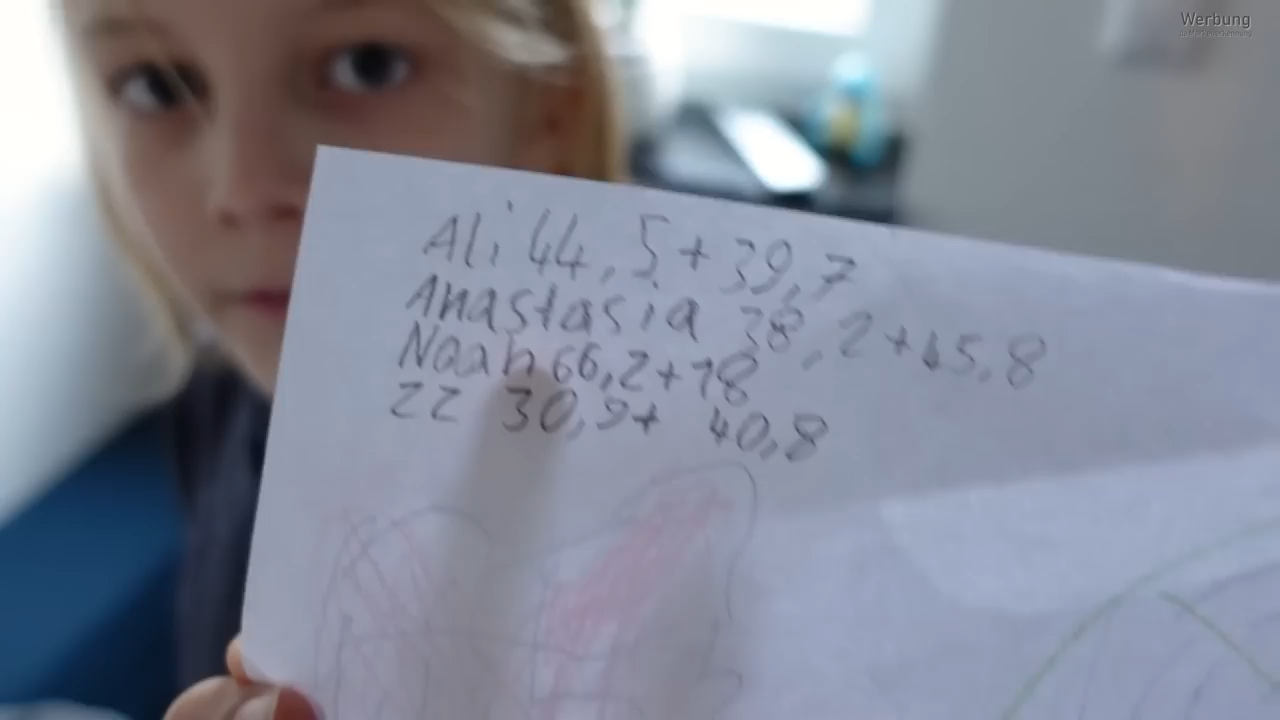 Werbung
Ali 44,5+39,7
Anastasia 38,2+45,8
Noah 66,2+18
ZZ 30,9+ 40,8